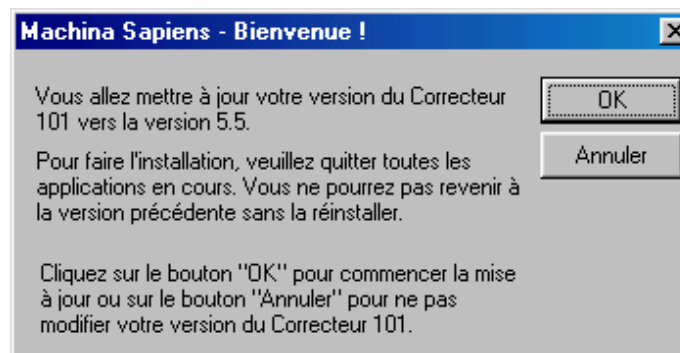 Machina Sapiens - Bienvenue !
Vous allez mettre à jour votre version du Correcteur
101 vers la version 5.5.
OK
Annuler
Pour faire l'installation, veuillez quitter toutes les
applications en cours. Vous ne pourrez pas revenir à
la version précédente sans la réinstaller.
Cliquez sur le bouton "OK" pour commencer la mise
à jour ou sur le bouton "Annuler" pour ne pas
modifier votre version du Correcteur 101.